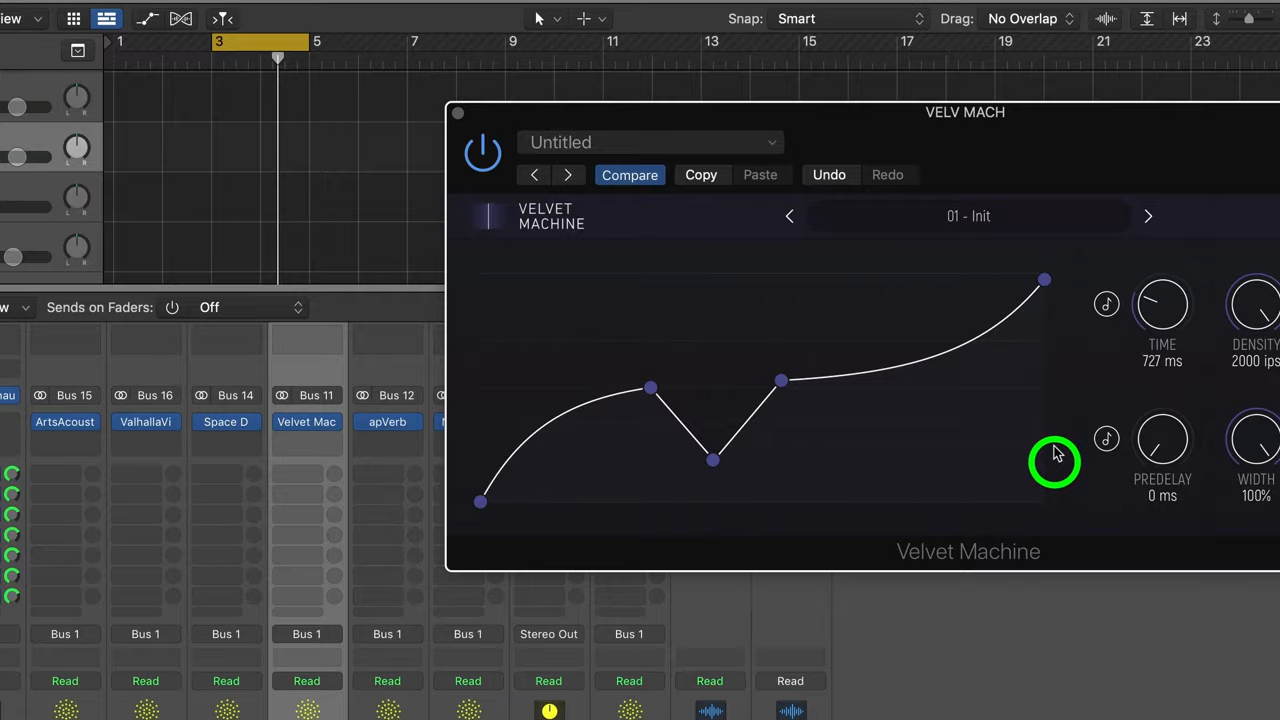 iew
Snap: Smart
Drag: No Overlap
1 3 5 7 9 11 13 15 17 19 21 23
L R
VELV MACH
Untitled
Compare Copy Paste Undo Redo
L R
VELVET
MACHINE
01 - Init
L R
L R
w Sends on Faders: Off
TIME
727 ms
DENSITY
2000 ips
Bus 15 Bus 16 Bus 14 Bus 11 Bus 12
nau ArtsAcoust ValhallaVi Space D Velvet Mac apVerb
PREDELAY
0 ms
WIDTH
100%
Velvet Machine
Bus 1 Bus 1 Bus 1 Bus 1 Bus 1 Bus 1 Stereo Out Bus 1
Read Read Read Read Read Read Read Read Read Read